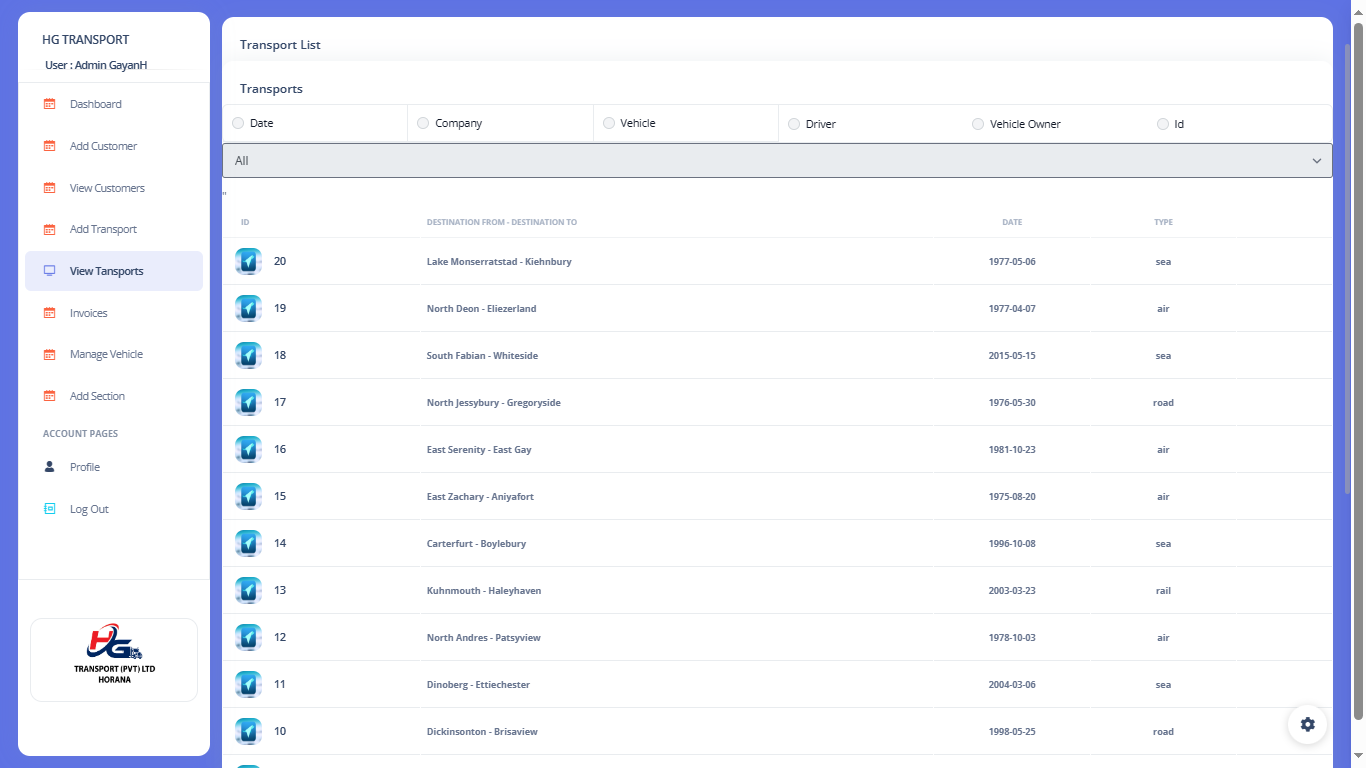 HG TRANSPORT
User : Admin GayanH
Dashboard
Add Customer
View Customers
Add Transport
View Tansports
Invoices
Manage Vehicle
Add Section
ACCOUNT PAGES
Profile
Log Out
HG
TRANSPORT (PVT) LTD
HORANA
Transport List
Transports
Date Company Vehicle Driver Vehicle Owner Id
All
"
ID DESTINATION FROM - DESTINATION TO DATE TYPE
20 Lake Monserratstad - Kiehnbury 1977-05-06 sea
19 North Deon - Eliezerland 1977-04-07 air
18 South Fabian - Whiteside 2015-05-15 sea
17 North Jessybury - Gregoryside 1976-05-30 road
16 East Serenity - East Gay 1981-10-23 air
15 East Zachary - Aniyafort 1975-08-20 air
14 Carterfurt - Boylebury 1996-10-08 sea
13 Kuhnmouth - Haleyhaven 2003-03-23 rail
12 North Andres - Patsyview 1978-10-03 air
11 Dinoberg - Ettiechester 2004-03-06 sea
10 Dickinsonton - Brisaview 1998-05-25 road